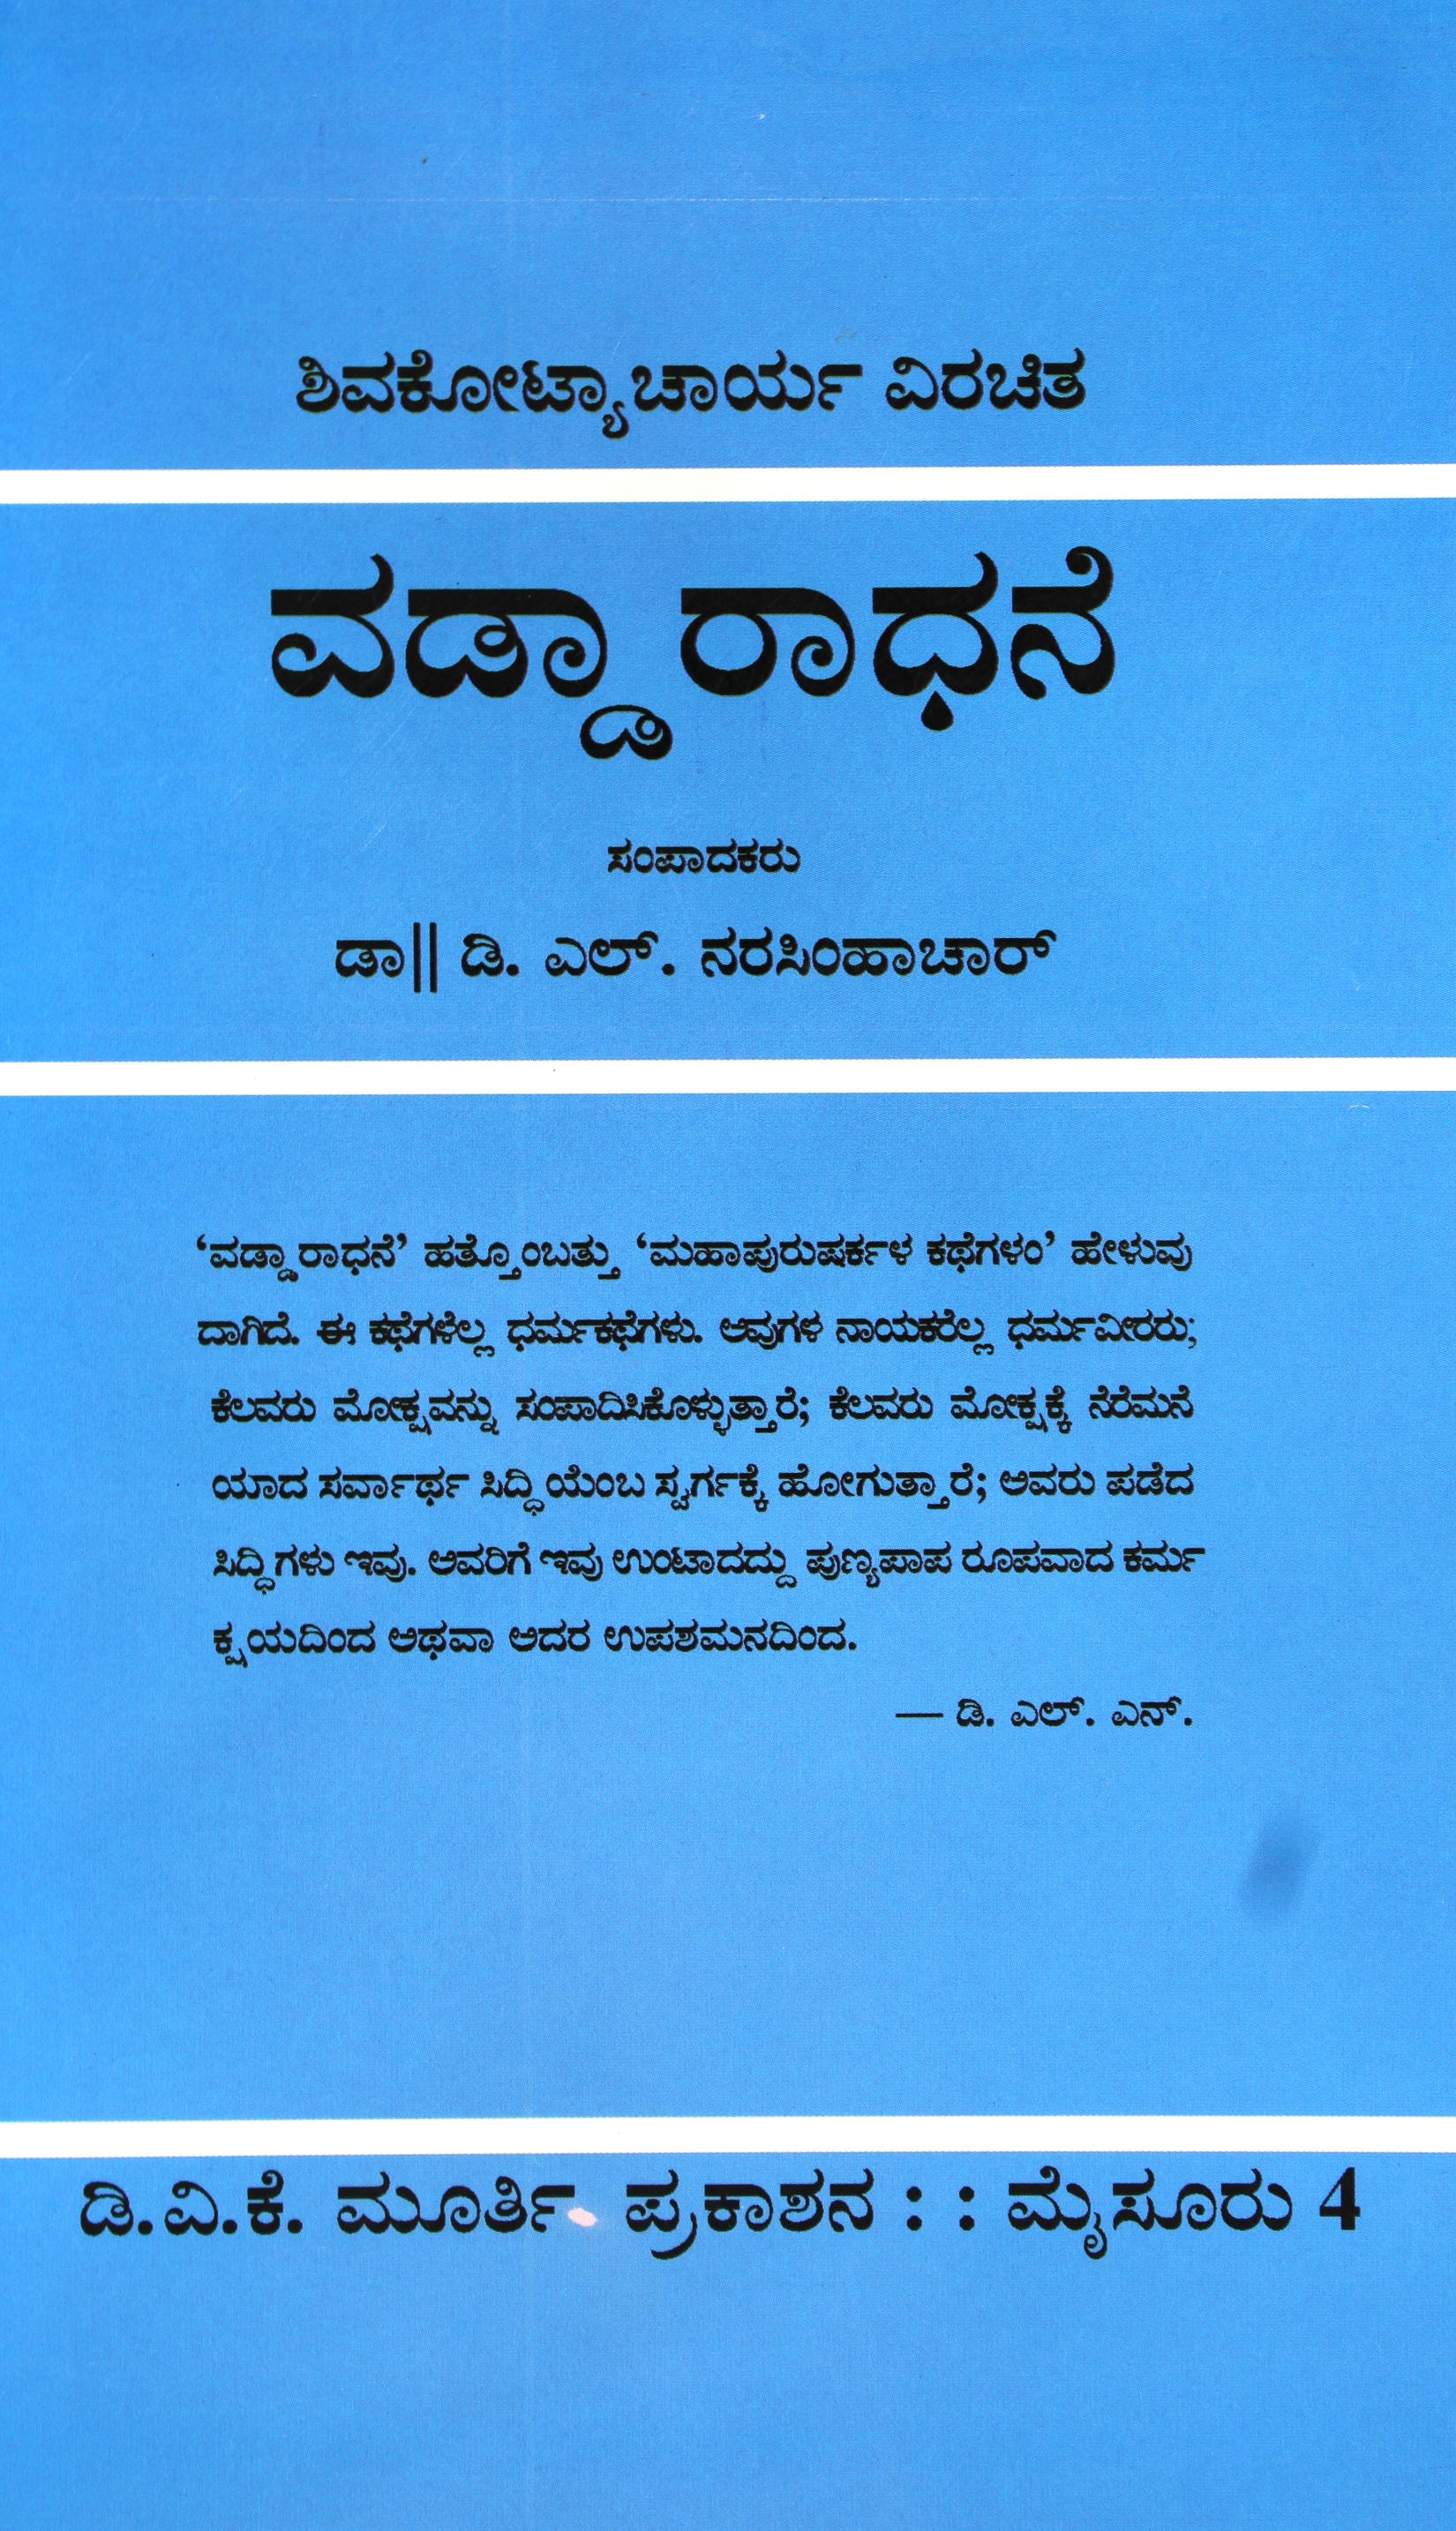 ಶಿವಕೋಟ್ಯಾಚಾರ್ಯ ವಿರಚಿತ
ವಡ್ಡಾರಾಧನೆ
ಸಂಪಾದಕರು
ಡಾ|| ಡಿ. ಎಲ್. ನರಸಿಂಹಾಚಾರ್
‘ವಡ್ಡಾರಾಧನೆ’ ಹತ್ತೊಂಬತ್ತು ‘ಮಹಾಪುರುಷರ್ಕಳ ಕಥೆಗಳಂ’ ಹೇಳುವು
ದಾಗಿದೆ. ಈ ಕಥೆಗಳೆಲ್ಲ ಧರ್ಮಕಥೆಗಳು. ಅವುಗಳ ನಾಯಕರೆಲ್ಲ ಧರ್ಮವೀರರು;
ಕೆಲವರು ಮೋಕ್ಷವನ್ನು ಸಂಪಾದಿಸಿಕೊಳ್ಳುತ್ತಾರೆ; ಕೆಲವರು ಮೋಕ್ಷಕ್ಕೆ ನೆರೆಮನೆ
ಯಾದ ಸರ್ವಾರ್ಥ ಸಿದ್ಧಿಯೆಂಬ ಸ್ವರ್ಗಕ್ಕೆ ಹೋಗುತ್ತಾರೆ; ಅವರು ಪಡೆದ
ಸಿದ್ಧಿಗಳು ಇವು. ಅವರಿಗೆ ಇವು ಉಂಟಾದದ್ದು ಪುಣ್ಯಪಾಪ ರೂಪವಾದ ಕರ್ಮ
ಕ್ಷಯದಿಂದ ಅಥವಾ ಅದರ ಉಪಶಮನದಿಂದ.
— ಡಿ. ಎಲ್. ಎನ್.
ಡಿ.ವಿ.ಕೆ. ಮೂರ್ತಿ ಪ್ರಕಾಶನ : : ಮೈಸೂರು 4